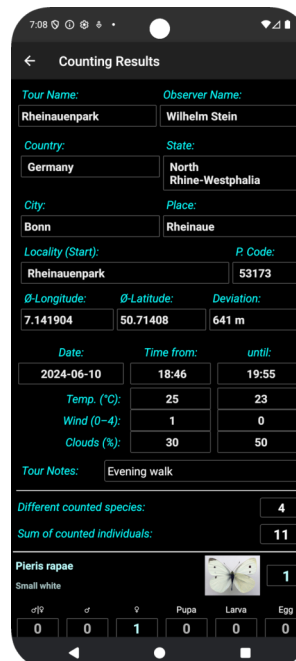 7:08
Counting Results
Tour Name: Observer Name:
Rheinauenpark Wilhelm Stein
Country: State:
Germany North
Rhine-Westphalia
City: Place:
Bonn Rheinaue
Locality (Start): P. Code:
Rheinauenpark 53173
Ø-Longitude: Ø-Latitude: Deviation:
7.141904 50.71408 641 m
Date: Time from: until:
2024-06-10 18:46 19:55
Temp. (°C): 25 23
Wind (0–4): 1 0
Clouds (%): 30 50
Tour Notes: Evening walk
Different counted species: 4
Sum of counted individuals: 11
Pieris rapae 1
Small white
♂|♀ ♂ ♀ Pupa Larva Egg
0 0 1 0 0 0